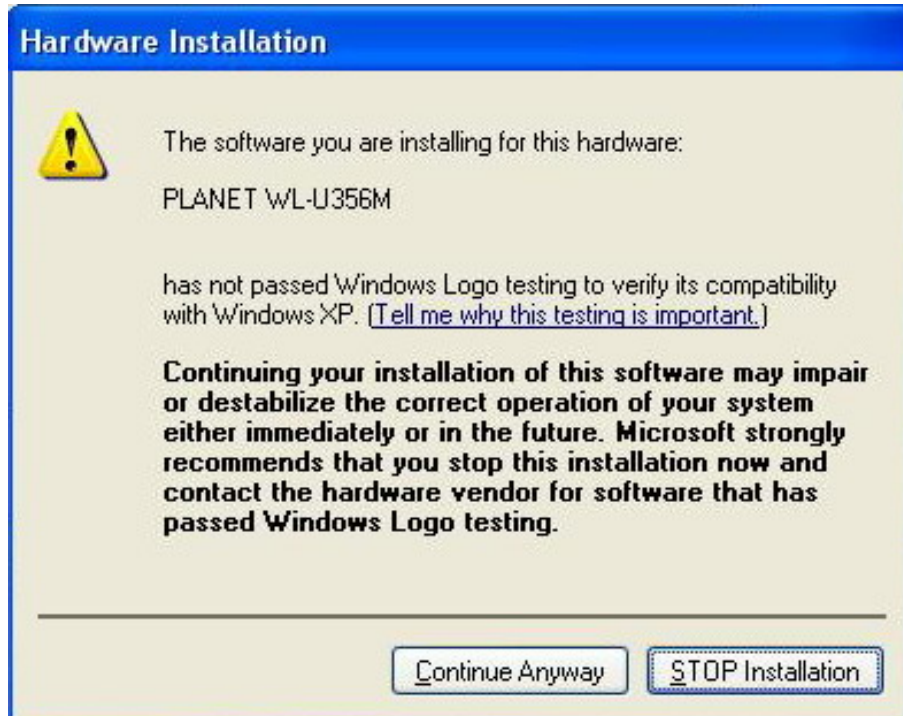 Hardware Installation
The software you are installing for this hardware:
PLANET WL-U356M
has not passed Windows Logo testing to verify its compatibility
with Windows XP. (Tell me why this testing is important.)
Continuing your installation of this software may impair
or destabilize the correct operation of your system
either immediately or in the future. Microsoft strongly
recommends that you stop this installation now and
contact the hardware vendor for software that has
passed Windows Logo testing.
Continue Anyway
STOP Installation